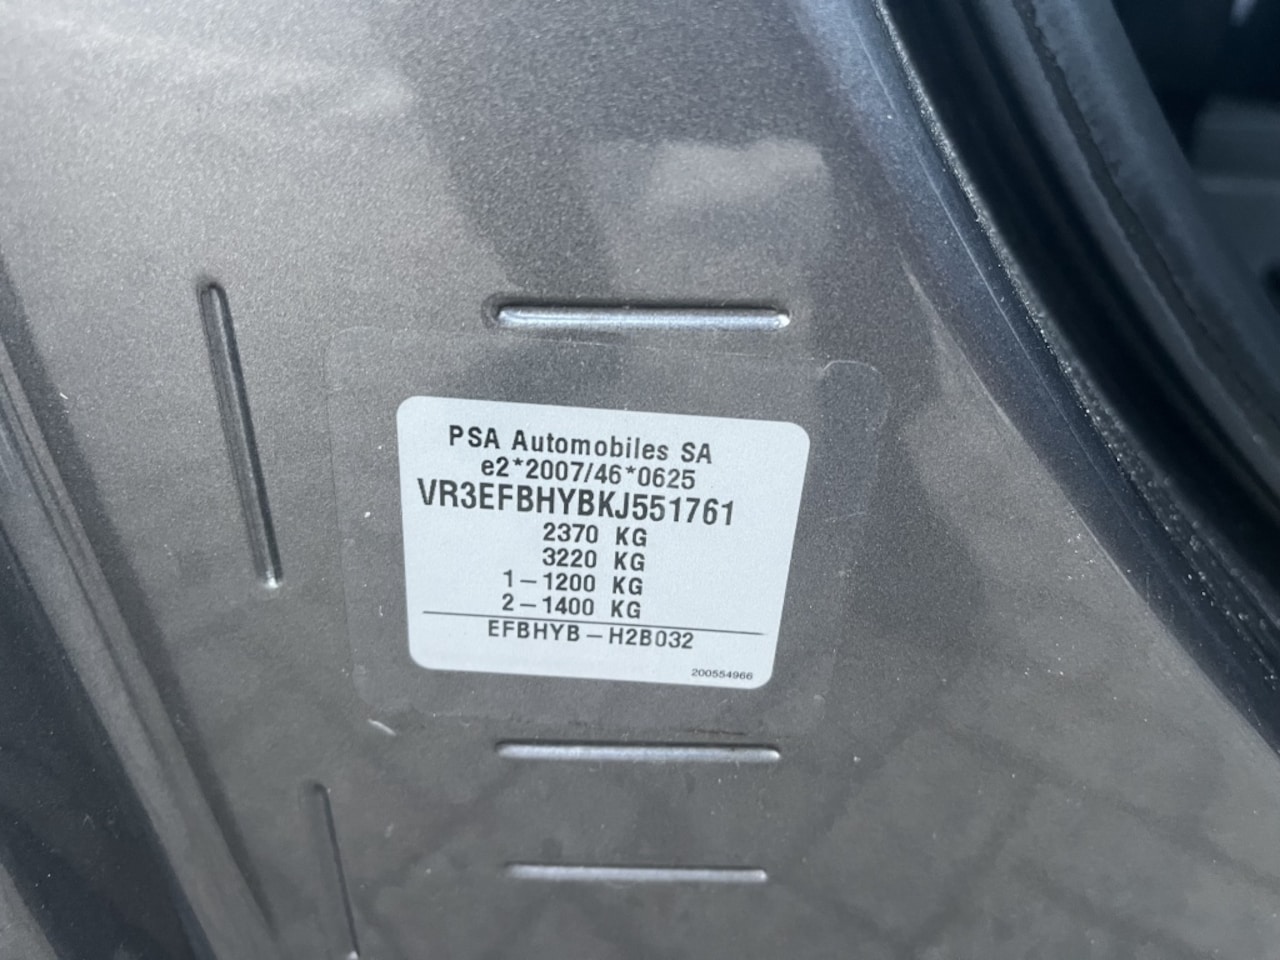 PSA Automobiles SA
e2*2007/46*0625
VR3EFBHYBKJ551761
2370 KG
3220 KG
1-1200 KG
2-1400 KG
EFBHYB-H2B032
200554966